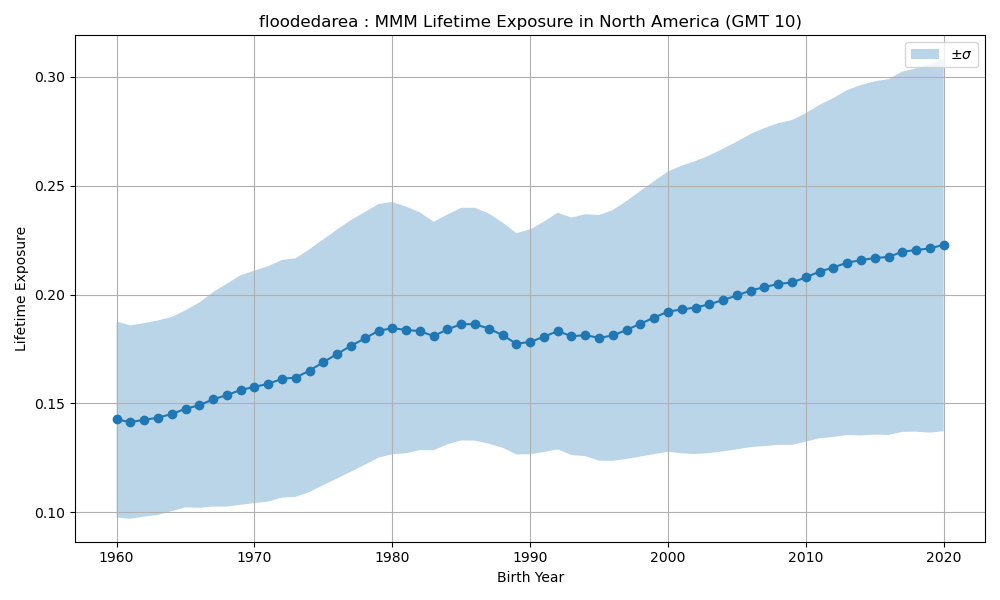 floodedarea : MMM Lifetime Exposure in North America (GMT 10)
±σ
0.30
0.25
0.20
0.15
0.10
Lifetime Exposure
1960 1970 1980 1990 2000 2010 2020
Birth Year